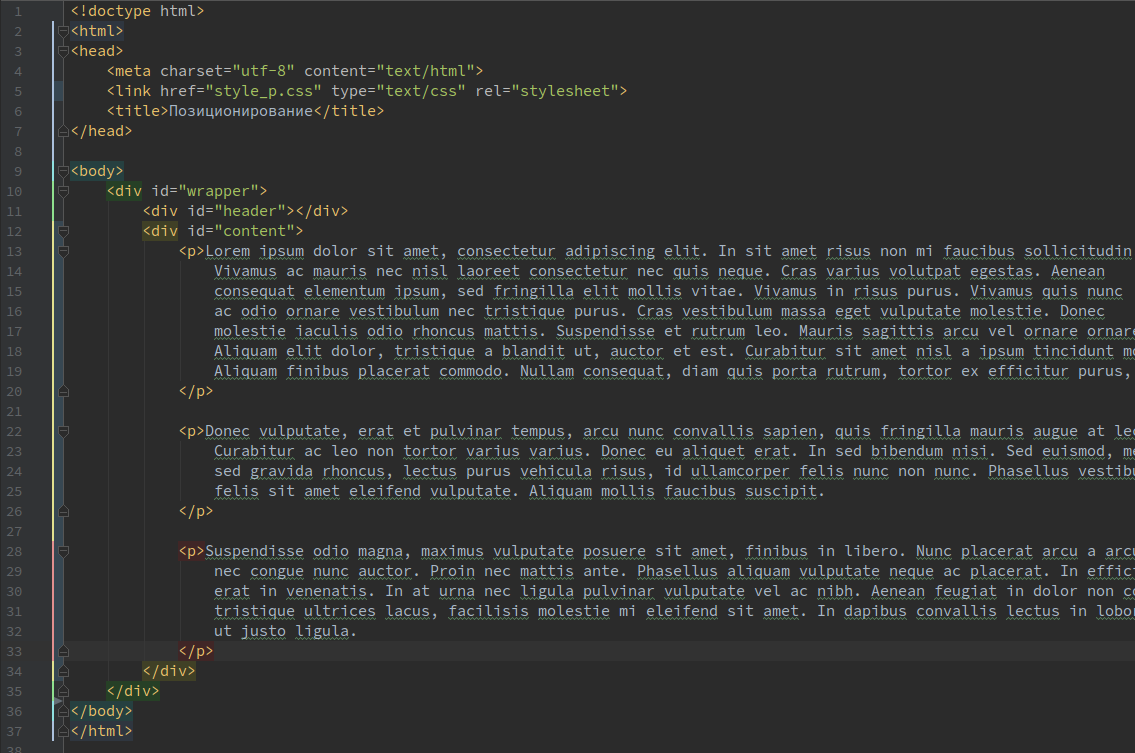 1 <!doctype html>
2 <html>
3 <head>
4 <meta charset="utf-8" content="text/html">
5 <link href="style_p.css" type="text/css" rel="stylesheet">
6 <title>Позиционирование</title>
7 </head>
8
9 <body>
10 <div id="wrapper">
11 <div id="header"></div>
12 <div id="content">
13 <p>Lorem ipsum dolor sit amet, consectetur adipiscing elit. In sit amet risus non mi faucibus sollicitudin
14 Vivamus ac mauris nec nisl laoreet consectetur nec quis neque. Cras varius volutpat egestas. Aenean
15 consequat elementum ipsum, sed fringilla elit mollis vitae. Vivamus in risus purus. Vivamus quis nunc
16 ac odio ornare vestibulum nec tristique purus. Cras vestibulum massa eget vulputate molestie. Donec
17 molestie iaculis odio rhoncus mattis. Suspendisse et rutrum leo. Mauris sagittis arcu vel ornare ornare
18 Aliquam elit dolor, tristique a blandit ut, auctor et est. Curabitur sit amet nisl a ipsum tincidunt
19 Aliquam finibus placerat commodo. Nullam consequat, diam quis porta rutrum, tortor ex efficitur purus,
20 </p>
21
22 <p>Donec vulputate, erat et pulvinar tempus, arcu nunc convallis sapien, quis fringilla mauris augue at
23 Curabitur ac leo non tortor varius varius. Donec eu aliquet erat. In sed bibendum nisi. Sed euismod,
24 sed gravida rhoncus, lectus purus vehicula risus, id ullamcorper felis nunc non nunc. Phasellus
25 felis sit amet eleifend vulputate. Aliquam mollis faucibus suscipit.
26 </p>
27
28 <p>Suspendisse odio magna, maximus vulputate posuere sit amet, finibus in libero. Nunc placerat arcu a
29 nec congue nunc auctor. Proin nec mattis ante. Phasellus aliquam vulputate neque ac placerat. In
30 erat in venenatis. In at urna nec ligula pulvinar vulputate vel ac nibh. Aenean feugiat in dolor non
31 tristique ultrices lacus, facilisis molestie mi eleifend sit amet. In dapibus convallis lectus in
32 ut justo ligula.
33 </p>
34 </div>
35 </div>
36 </body>
37 </html>
38